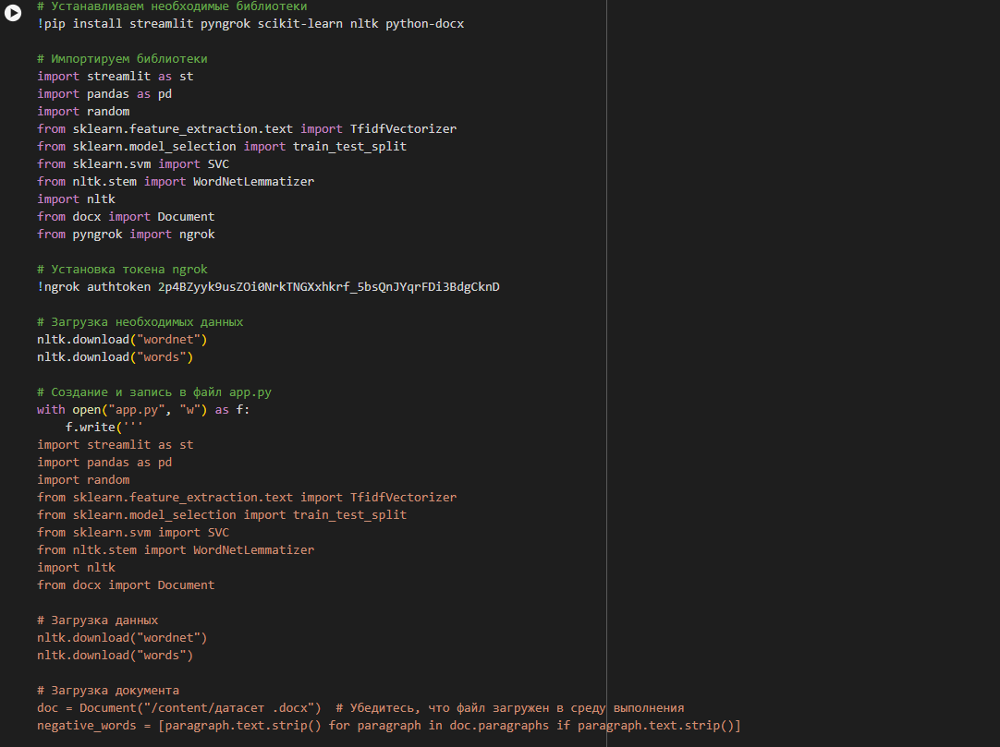 # Устанавливаем необходимые библиотеки
!pip install streamlit pyngrok scikit-learn nltk python-docx
# Импортируем библиотеки
import streamlit as st
import pandas as pd
import random
from sklearn.feature_extraction.text import TfidfVectorizer
from sklearn.model_selection import train_test_split
from sklearn.svm import SVC
from nltk.stem import WordNetLemmatizer
import nltk
from docx import Document
from pyngrok import ngrok
# Установка токена ngrok
!ngrok authtoken 2p4BZyyk9usZOi0NrkTNGXxhkrf_5bsQnJYqrFDi3BdgCknD
# Загрузка необходимых данных
nltk.download("wordnet")
nltk.download("words")
# Создание и запись в файл app.py
with open("app.py", "w") as f:
    f.write('''
import streamlit as st
import pandas as pd
import random
from sklearn.feature_extraction.text import TfidfVectorizer
from sklearn.model_selection import train_test_split
from sklearn.svm import SVC
from nltk.stem import WordNetLemmatizer
import nltk
from docx import Document
# Загрузка данных
nltk.download("wordnet")
nltk.download("words")
# Загрузка документа
doc = Document("/content/датасет .docx")  # Убедитесь, что файл загружен в среду выполнения
negative_words = [paragraph.text.strip() for paragraph in doc.paragraphs if paragraph.text.strip()]